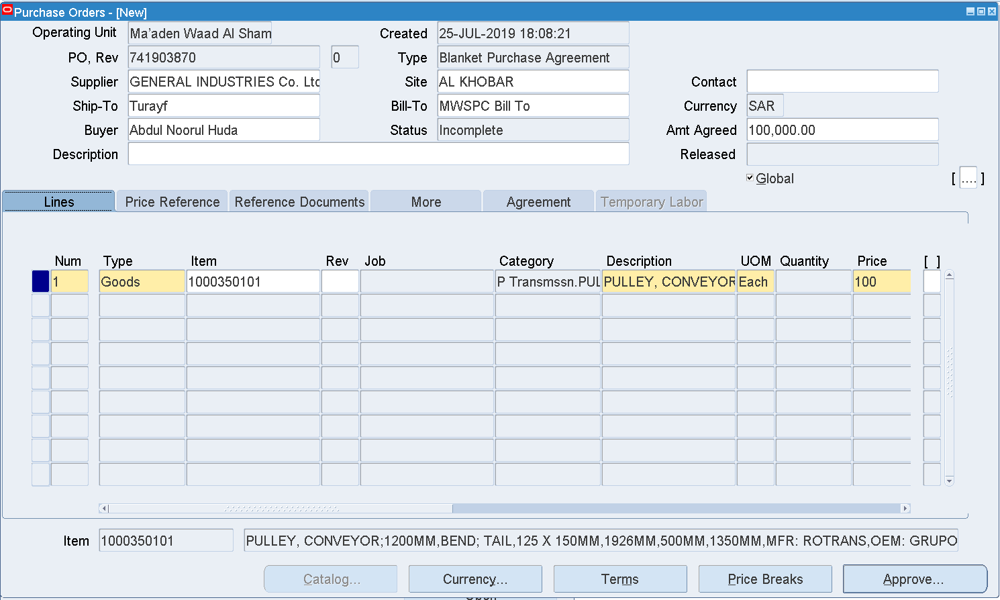 Purchase Orders - [New]
Operating Unit Ma'aden Waad Al Sham Created 25-JUL-2019 18:08:21
PO, Rev 741903870 0 Type Blanket Purchase Agreement
Supplier GENERAL INDUSTRIES Co. Ltd Site AL KHOBAR Contact
Ship-To Turayf Bill-To MWSPC Bill To Currency SAR
Buyer Abdul Noorul Huda Status Incomplete Amt Agreed 100,000.00
Description Released
Global [ .... ]
Lines Price Reference Reference Documents More Agreement Temporary Labor
Num Type Item Rev Job Category Description UOM Quantity Price [ ]
1 Goods 1000350101 P Transmssn.PUL PULLEY, CONVEYOR Each 100
Item 1000350101 PULLEY, CONVEYOR;1200MM,BEND; TAIL,125 X 150MM,1926MM,500MM,1350MM,MFR: ROTRANS,OEM: GRUPO
Catalog... Currency... Terms Price Breaks Approve...